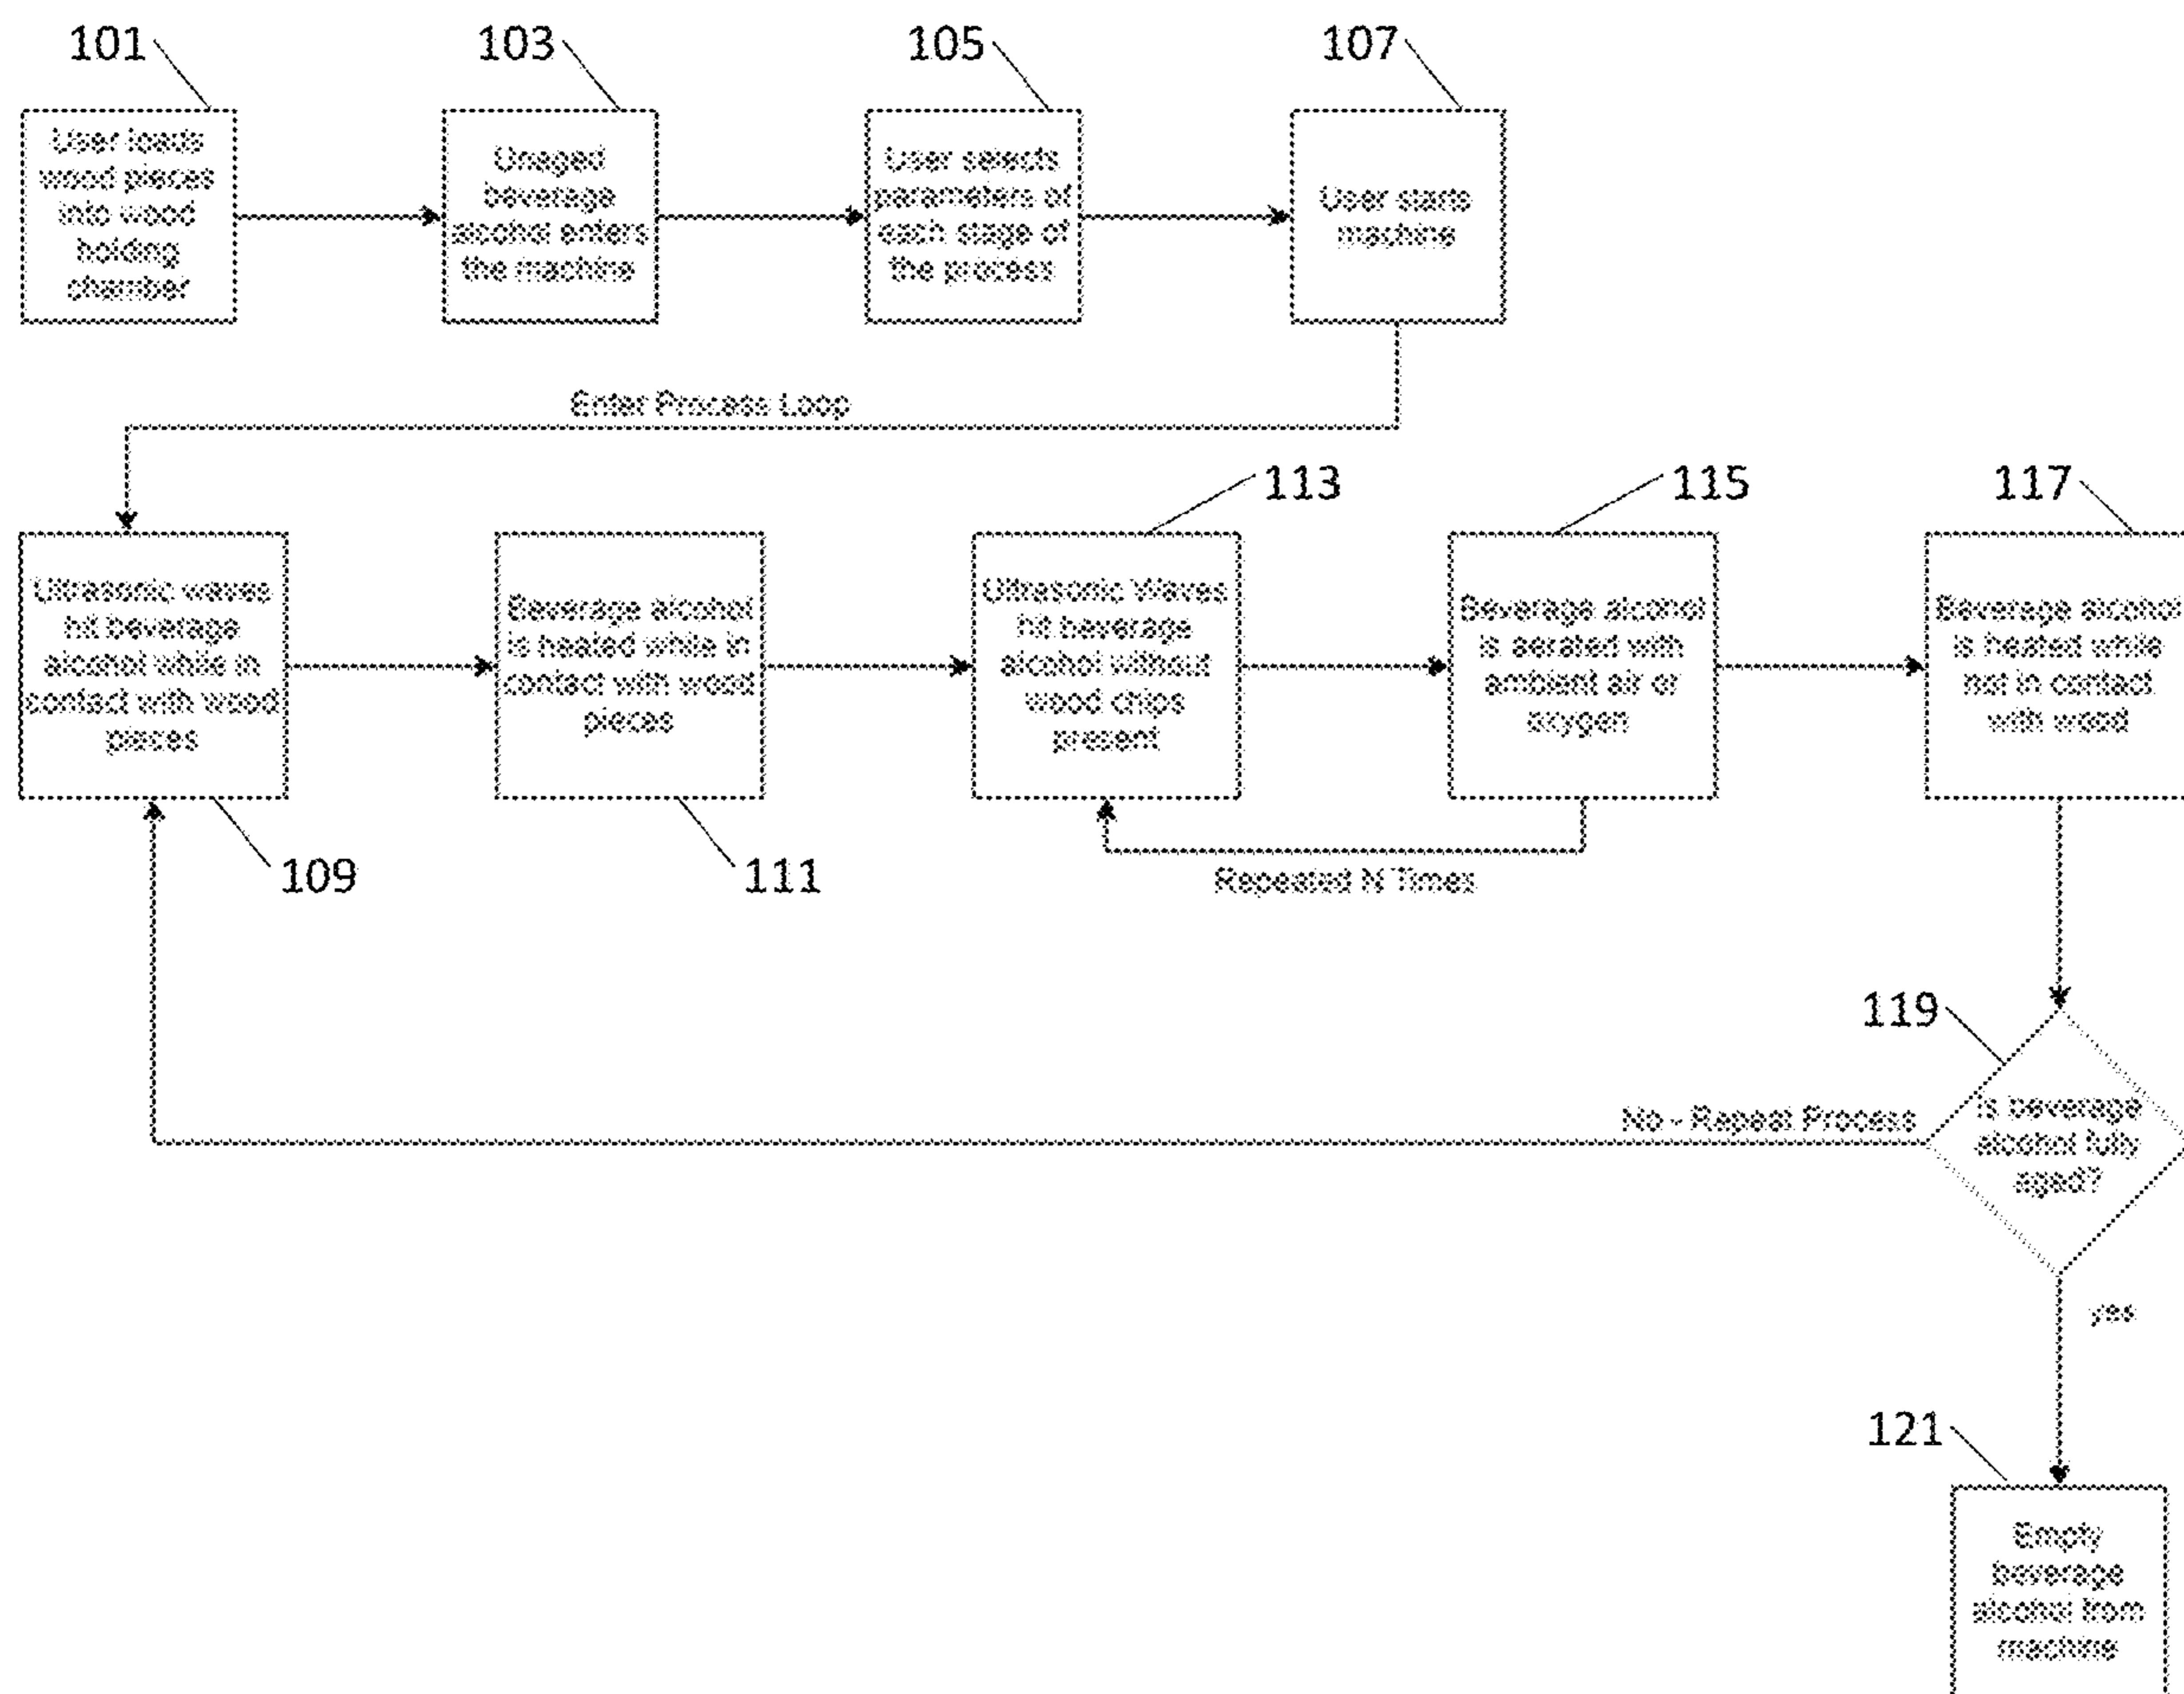 101
103
105
107
User loads
wood pieces
into wood
holding
chamber
Unaged
beverage
alcohol enters
the machine
User selects
parameters of
each stage of
the process
User starts
machine
Enter Process Loop
113
115
117
Ultrasonic waves
hit beverage
alcohol while in
contact with wood
pieces
Beverage alcohol
is heated while in
contact with wood
pieces
Ultrasonic Waves
hit beverage
alcohol without
wood chips
present
Beverage alcohol
is aerated with
ambient air or
oxygen
Beverage alcohol
is heated while
not in contact
with wood
109
111
Repeated N Times
119
No - Repeat Process
Is beverage
alcohol fully
aged?
yes
121
Empty
beverage
alcohol from
machine